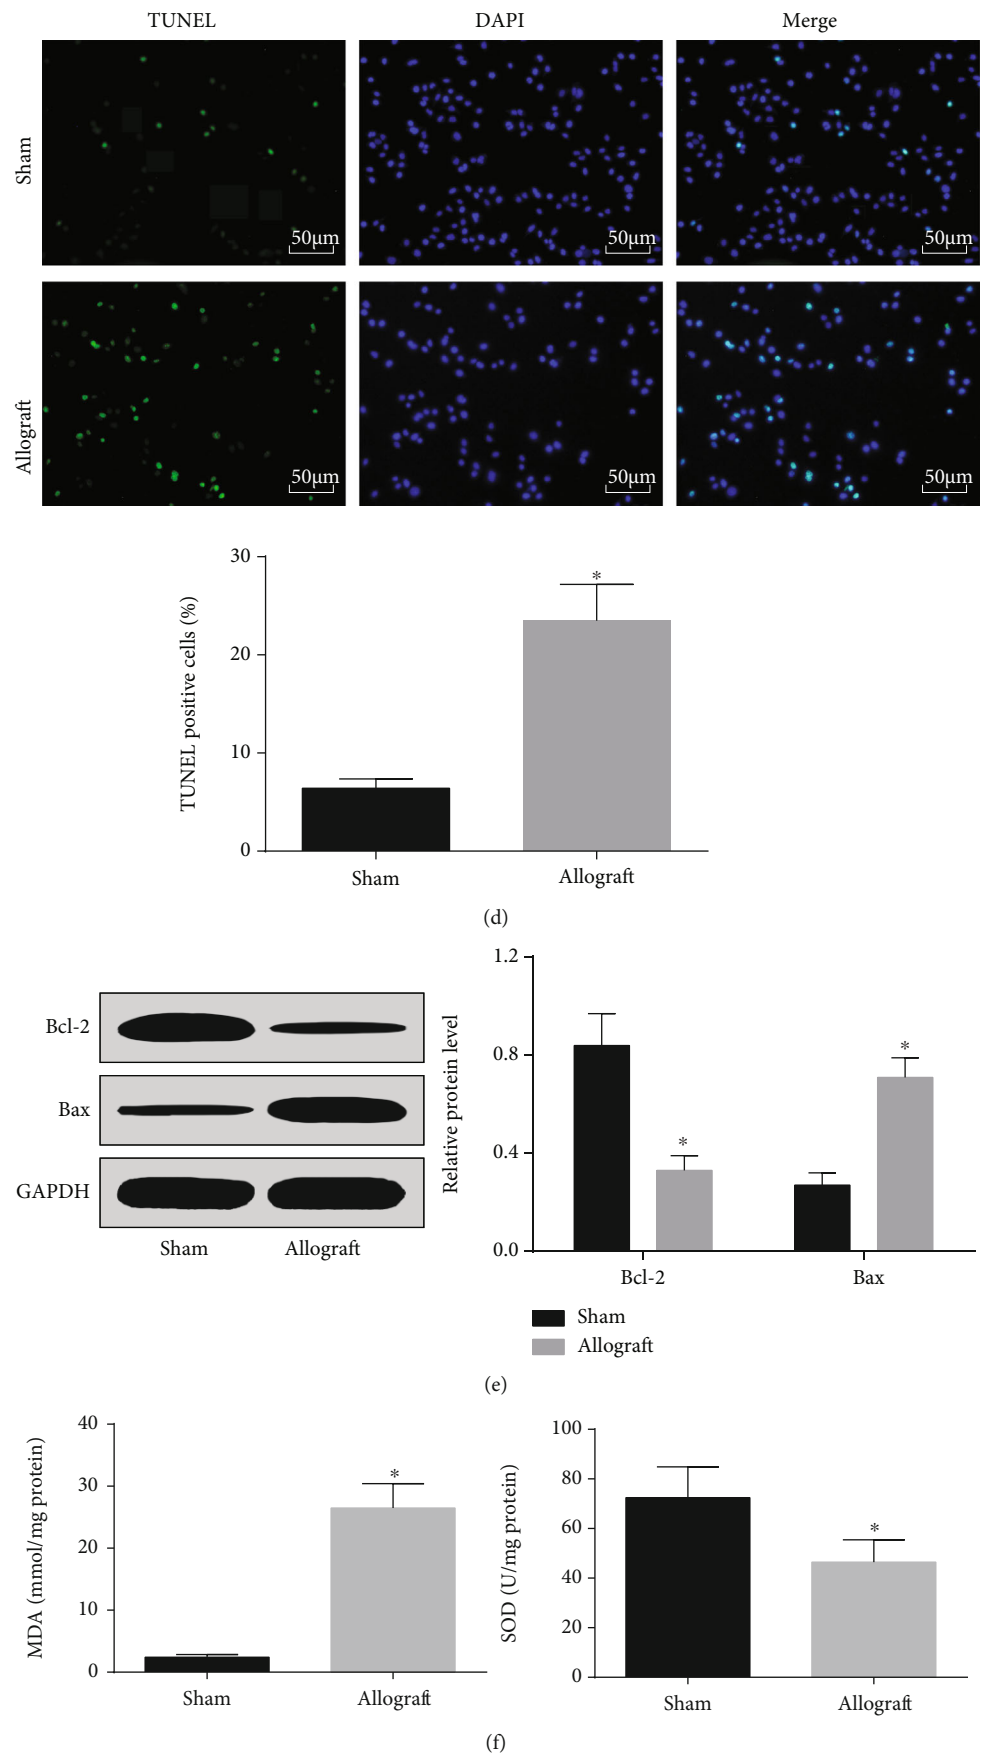 TUNEL DAPI Merge
Sham
50μm 50μm 50μm
Allograft
50μm 50μm 50μm
TUNEL positive cells (%)
30
*
20
10
0
Sham Allograft
(d)
Bcl-2
Bax
GAPDH
Sham Allograft
Relative protein level
1.2
0.8
0.4
0.0
*
*
Bcl-2 Bax
Sham
Allograft
(e)
MDA (mmol/mg protein)
40
30
20
10
0
*
Sham Allograft
SOD (U/mg protein)
100
80
60
40
20
0
*
Sham Allograft
(f)